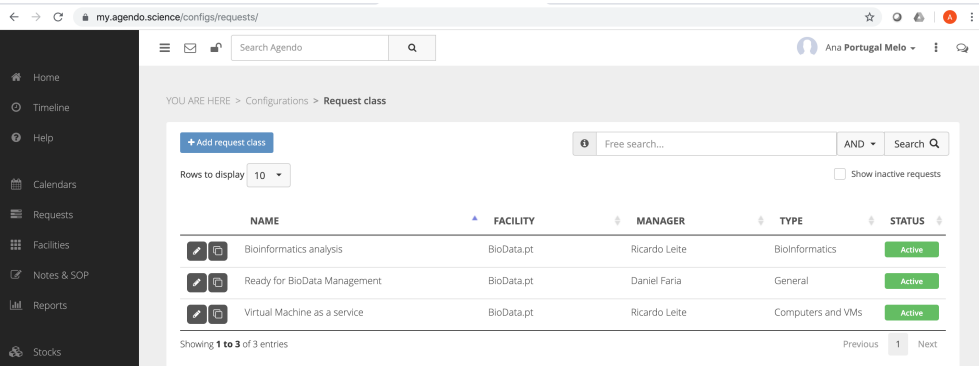 my.agendo.science/configs/requests/
A
Search Agendo
Ana Portugal Melo
Home
Timeline
Help
Calendars
Requests
Facilities
Notes & SOP
Reports
Stocks
YOU ARE HERE > Configurations > Request class
+ Add request class
Free search...
AND
Search
Rows to display 10
Show inactive requests
NAME FACILITY MANAGER TYPE STATUS
Bioinformatics analysis BioData.pt Ricardo Leite BioInformatics Active
Ready for BioData Management BioData.pt Daniel Faria General Active
Virtual Machine as a service BioData.pt Ricardo Leite Computers and VMs Active
Showing 1 to 3 of 3 entries
Previous 1 Next